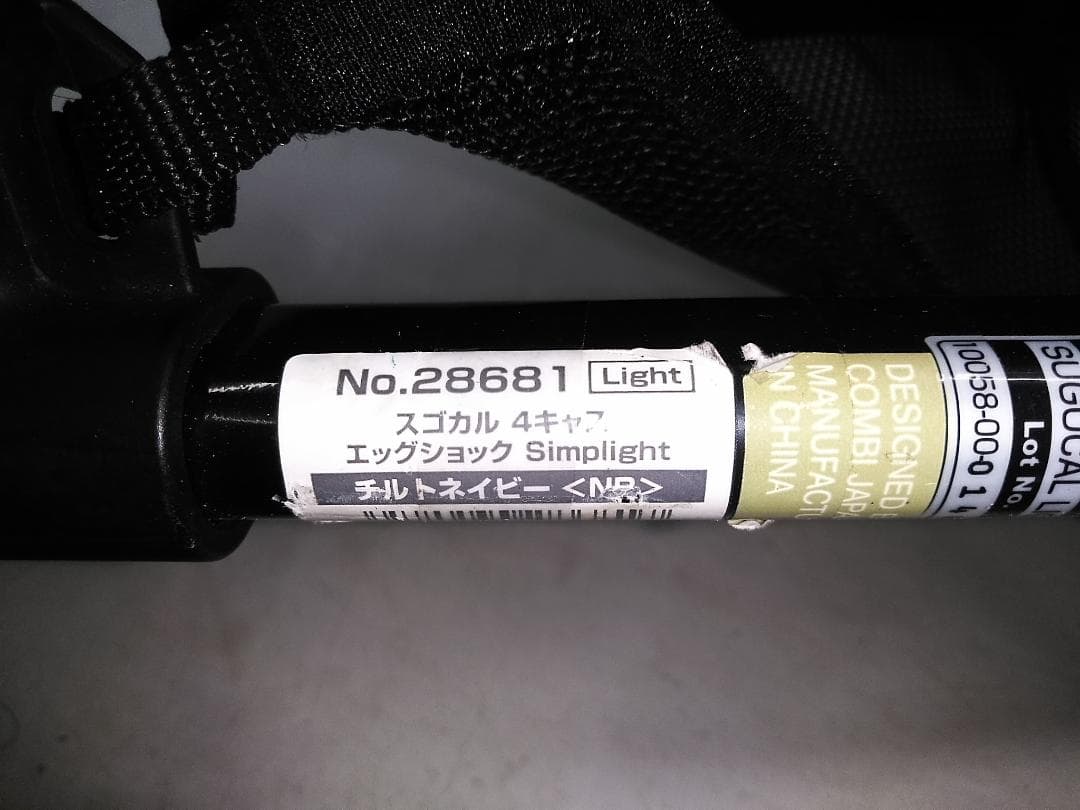 No.28681 Light
スゴカル 4キャス
エッグショック Simplight
チルトネイビー <NB>
DESIGNED
COMBI JAPA
MANUFACT
IN CHINA
SUGOCAL
Lot No.
10058-00-0 1